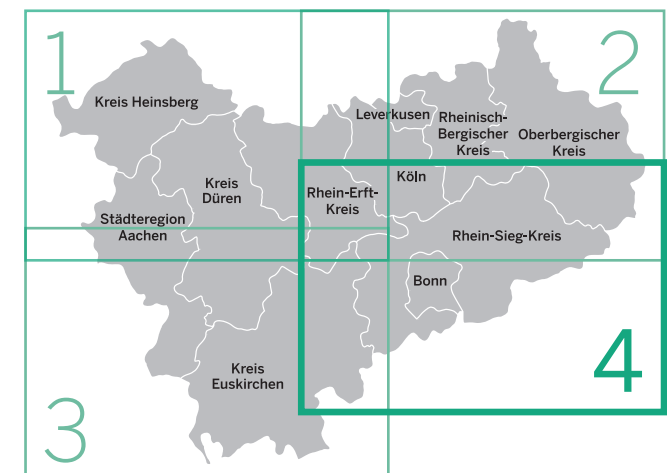 1
2
Kreis Heinsberg
Leverkusen
Rheinisch-
Bergischer
Kreis
Oberbergischer
Kreis
Kreis
Düren
Rhein-Erft-
Kreis
Köln
Städteregion
Aachen
Rhein-Sieg-Kreis
Bonn
Kreis
Euskirchen
3
4